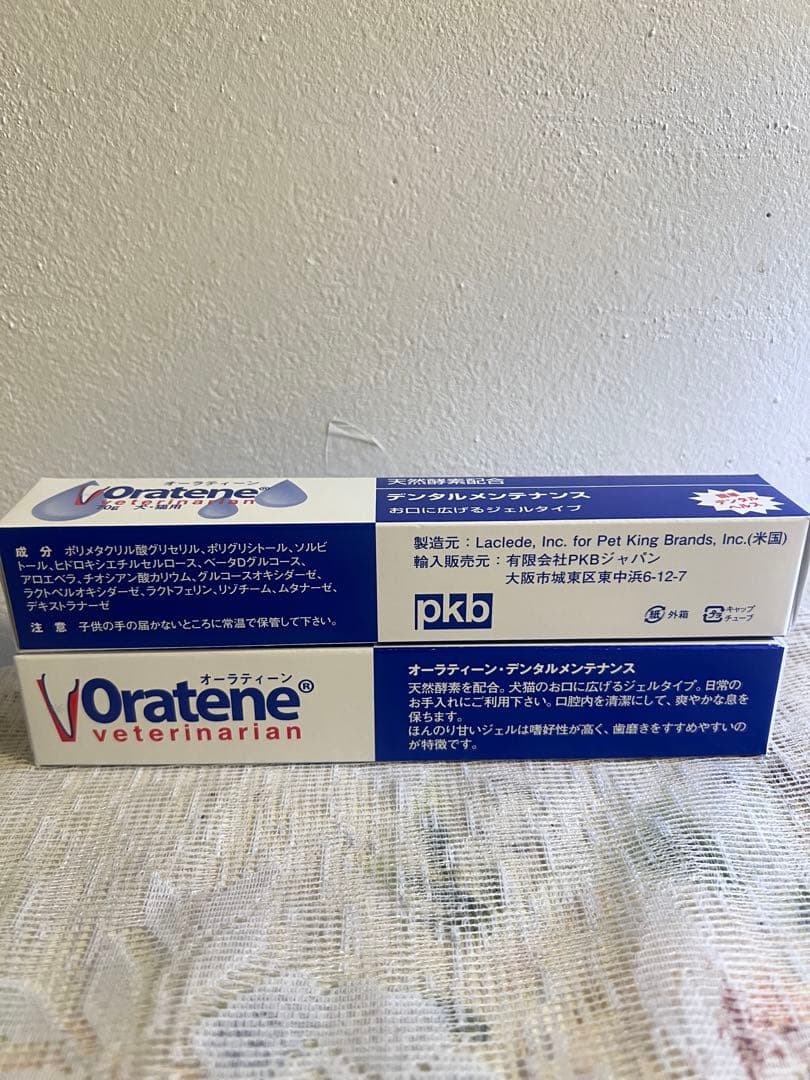 オーラティーン
Oratene®
veterinarian
70g 犬・猫用
天然酵素配合
デンタルメンテナンス
お口に広げるジェルタイプ
デンタル
ヘルス
成 分 ポリメタクリル酸グリセリル、ポリグリシトール、ソルビ
トール、ヒドロキシエチルセルロース、ベータDグルコース、
アロエベラ、チオシアン酸カリウム、グルコースオキシダーゼ、
ラクトペルオキシダーゼ、ラクトフェリン、リゾチーム、ムタナーゼ、
デキストラナーゼ
注 意 子供の手の届かないところに常温で保管して下さい。
製造元：Laclede, Inc. for Pet King Brands, Inc.(米国)
輸入販売元：有限会社PKBジャパン
大阪市城東区東中浜6-12-7
pkb
紙 外箱
プラ キャップ
チューブ
オーラティーン
Oratene®
veterinarian
オーラティーン・デンタルメンテナンス
天然酵素を配合。犬猫のお口に広げるジェルタイプ。日常の
お手入れにご利用下さい。口腔内を清潔にして、爽やかな息を
保ちます。
ほんのり甘いジェルは嗜好性が高く、歯磨きをすすめやすいの
が特徴です。